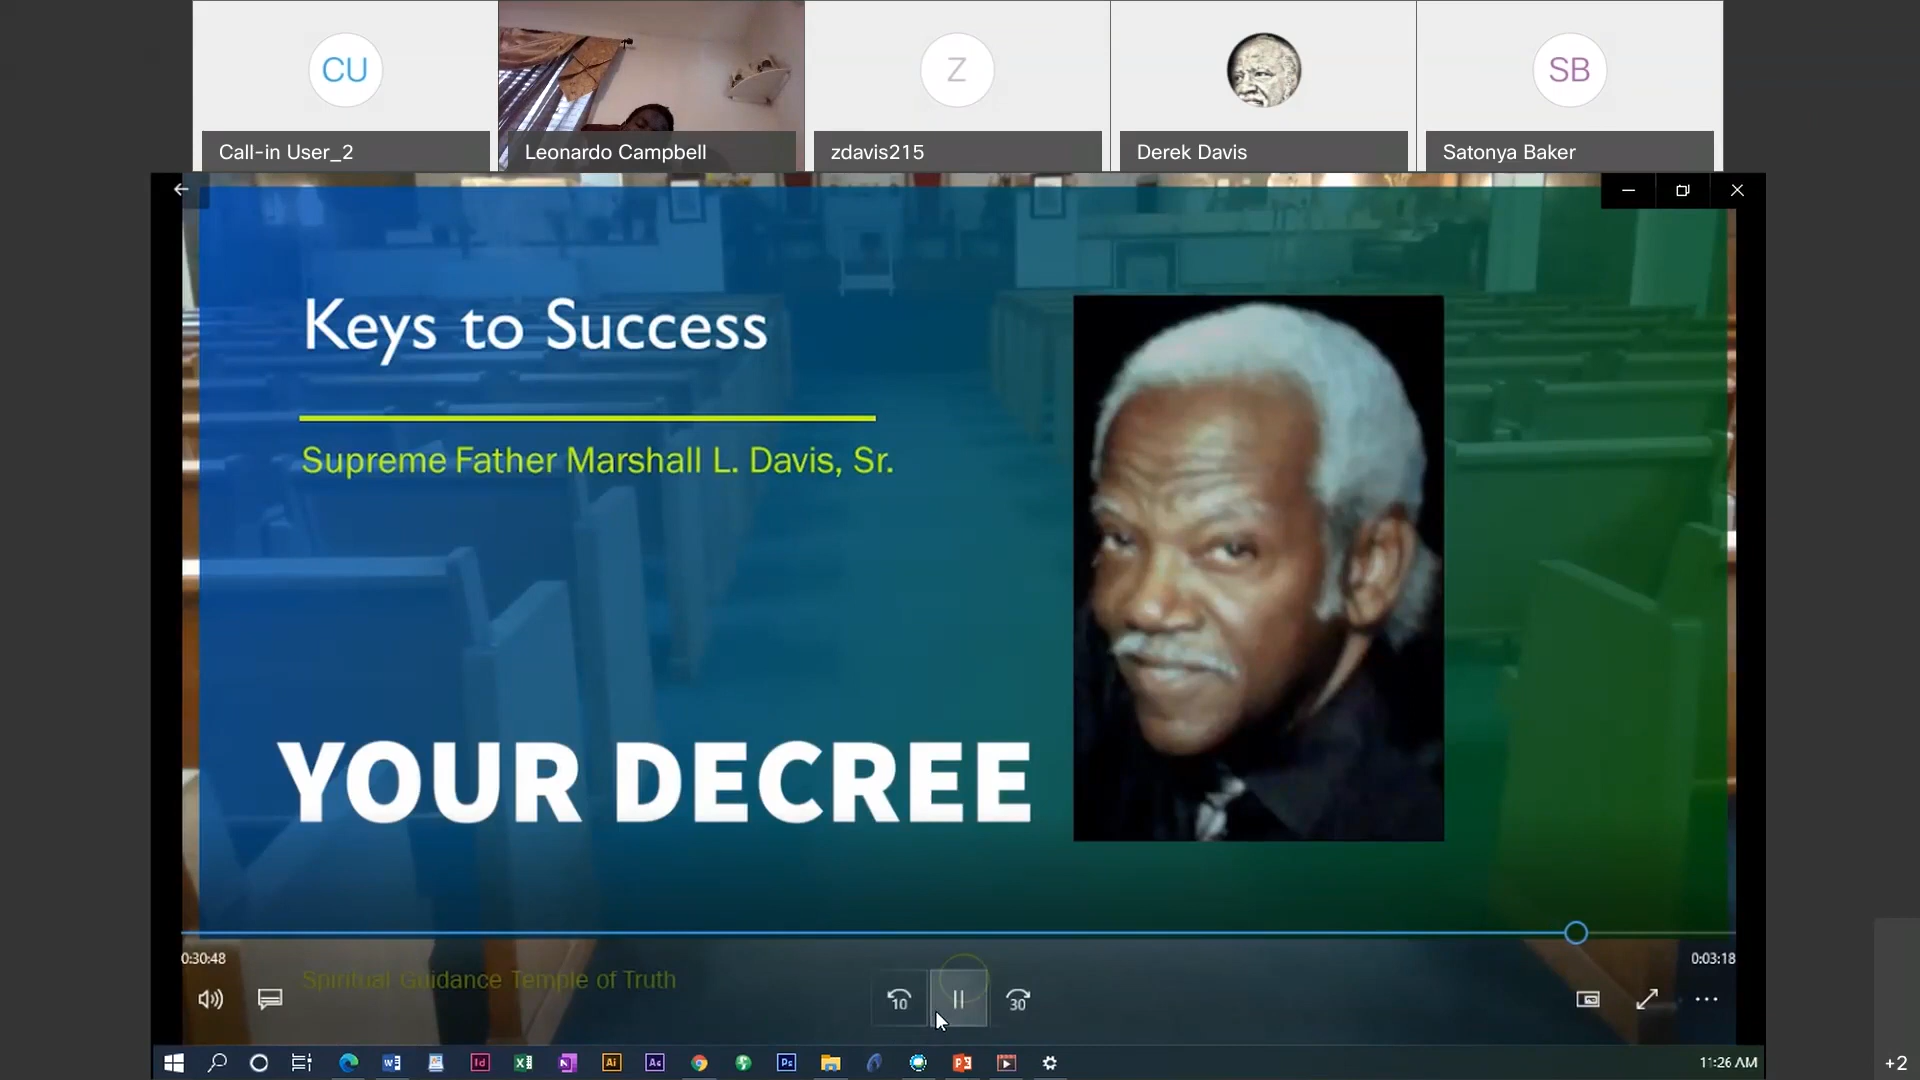 CU
Z
SB
Call-in User_2
Leonardo Campbell
zdavis215
Derek Davis
Satonya Baker
Keys to Success
Supreme Father Marshall L. Davis, Sr.
YOUR DECREE
0:30:48
0:03:18
Spiritual Guidance Temple of Truth
10
30
11:26 AM
+2